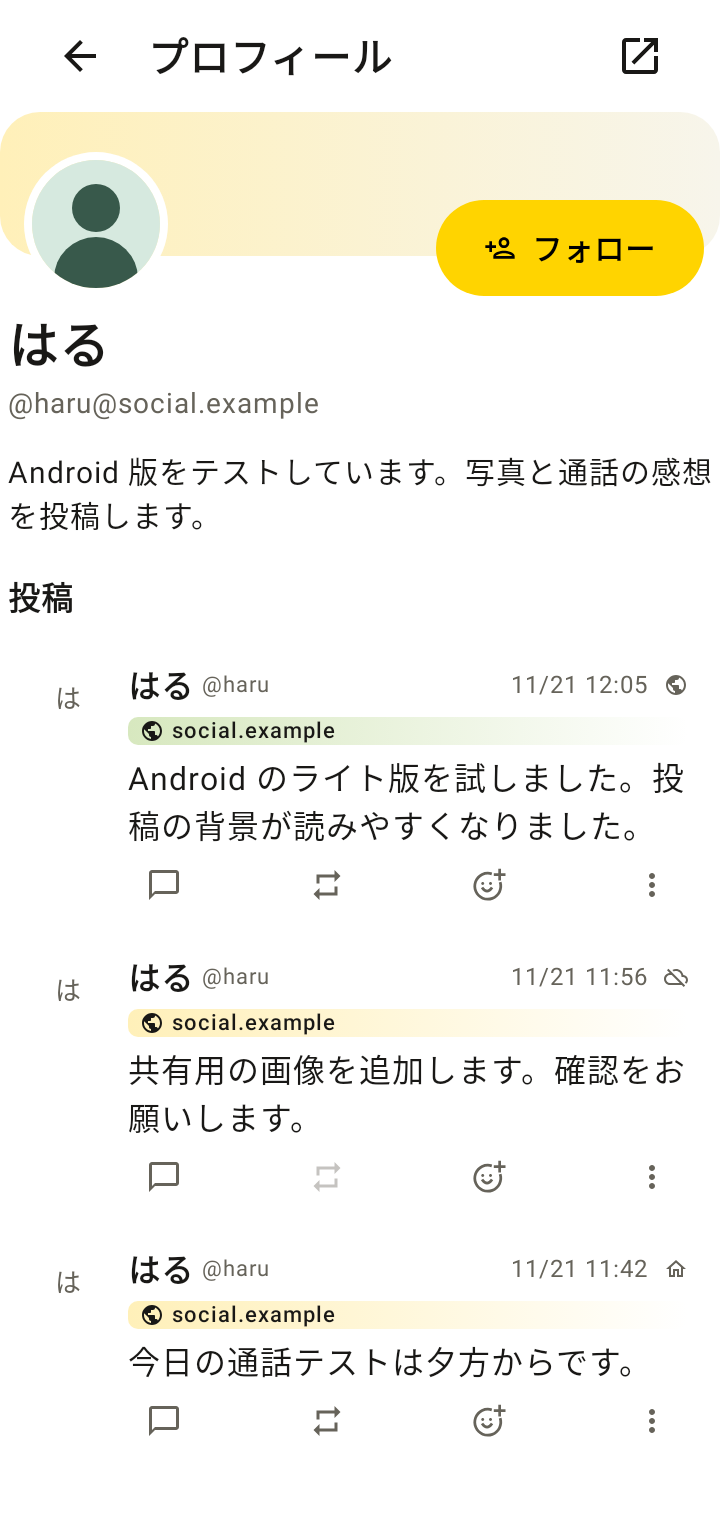 プロフィール
フォロー
はる
@haru@social.example
Android 版をテストしています。写真と通話の感想
を投稿します。
投稿
は
はる @haru 11/21 12:05
social.example
Android のライト版を試しました。投
稿の背景が読みやすくなりました。
は
はる @haru 11/21 11:56
social.example
共有用の画像を追加します。確認をお
願いします。
は
はる @haru 11/21 11:42
social.example
今日の通話テストは夕方からです。